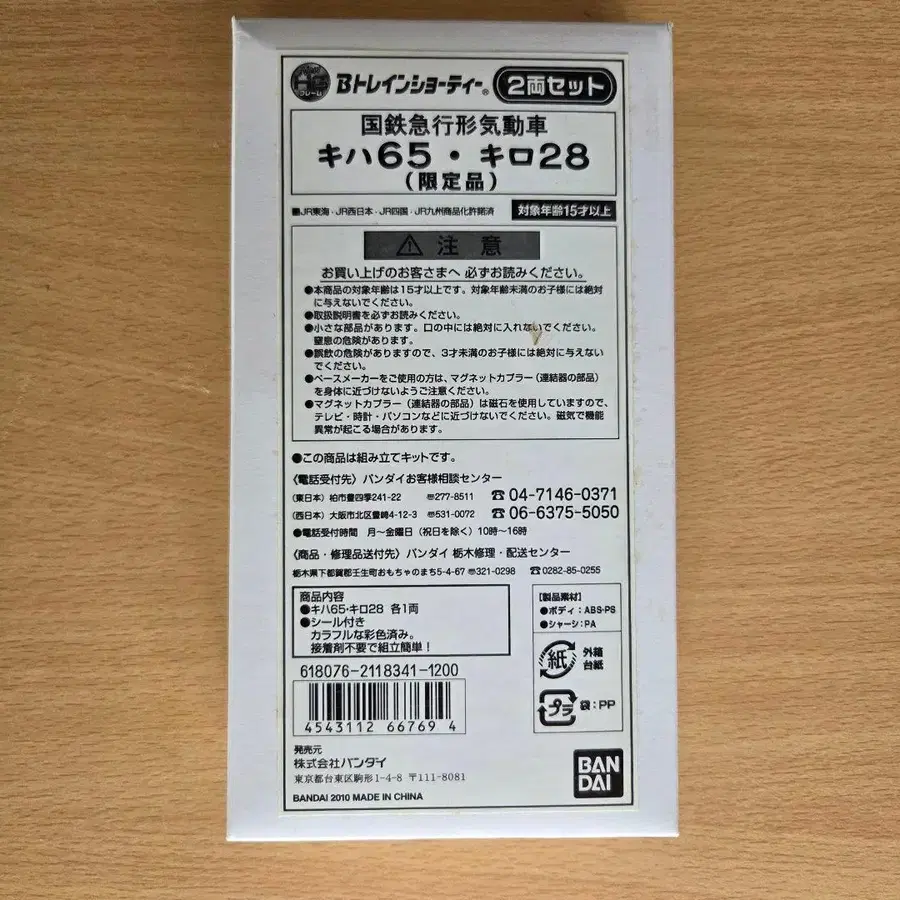 HG フレーム Bトレインショーティー® 2両セット
国鉄急行形気動車
キハ65・キロ28
(限定品)
■JR東海・JR西日本・JR四国・JR九州商品化許諾済 対象年齢15才以上
⚠ 注意
お買い上げのお客さまへ 必ずお読みください。
●本商品の対象年齢は15才以上です。対象年齢未満のお子様には絶対
に与えないでください。
●取扱説明書を必ずお読みください。
●小さな部品があります。口の中には絶対に入れないでください。
窒息の危険があります。
●誤飲の危険がありますので、3才未満のお子様には絶対に与えない
でください。
●ペースメーカーをご使用の方は、マグネットカプラー(連結器の部品)
を身体に近づけないようご注意ください。
●マグネットカプラー(連結器の部品)は磁石を使用していますので、
テレビ・時計・パソコンなどに近づけないでください。磁気で機能
異常が起こる場合があります。
●この商品は組み立てキットです。
〈電話受付先〉バンダイお客様相談センター
(東日本) 柏市豊四季241-22 〒277-8511 ☎04-7146-0371
(西日本) 大阪市北区豊崎4-12-3 〒531-0072 ☎06-6375-5050
●電話受付時間 月〜金曜日(祝日を除く)10時〜16時
〈商品・修理品送付先〉バンダイ 栃木修理・配送センター
栃木県下都賀郡壬生町おもちゃのまち5-4-67 〒321-0298 ☎0282-85-0255
商品内容
●キハ65・キロ28 各1両
●シール付き
カラフルな彩色済み。
接着剤不要で組立簡単!
【製品素材】
●ボディ:ABS・PS
●シャーシ:PA
紙 外箱
台紙
プラ 袋:PP
618076-2118341-1200
4543112 66769 4
発売元
株式会社バンダイ
東京都台東区駒形1-4-8 〒111-8081
BANDAI 2010 MADE IN CHINA
BAN
DAI